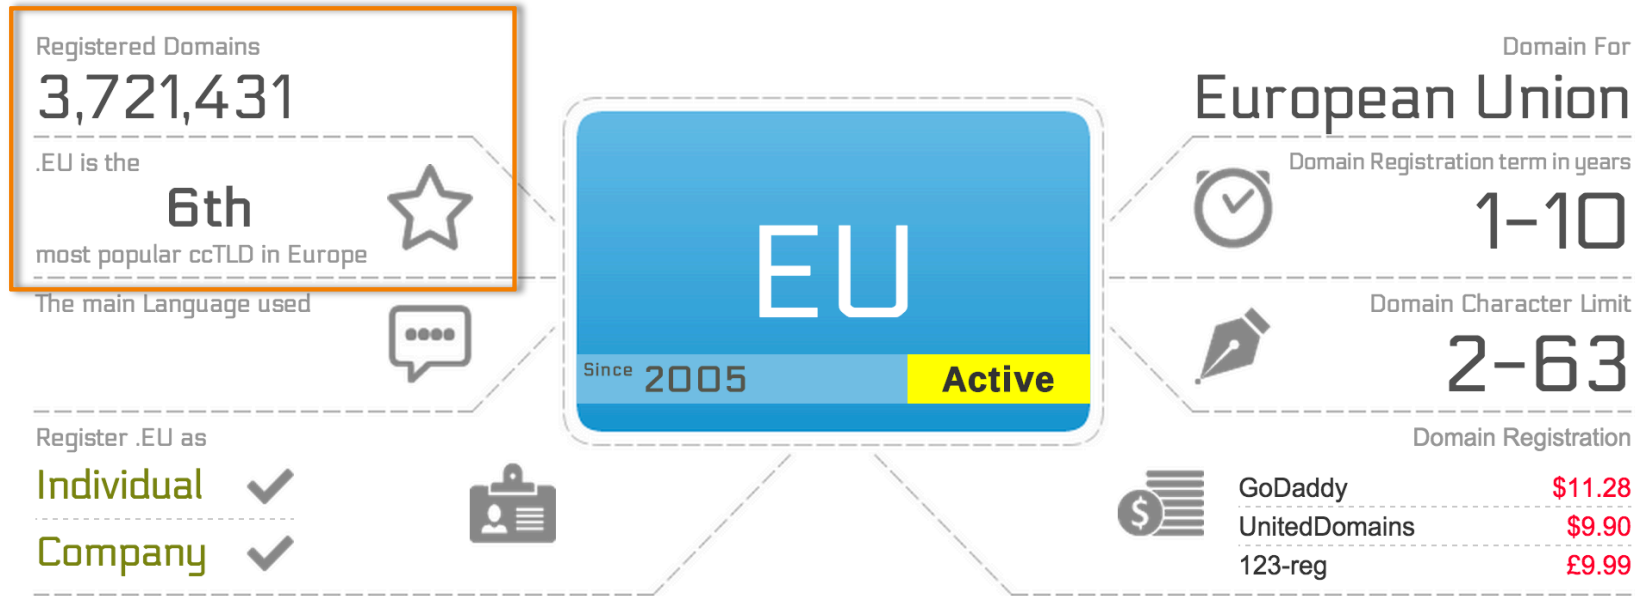 Registered Domains
3,721,431
.EU is the
6th
most popular ccTLD in Europe
The main Language used
Register .EU as
Individual
Company
EU
Since 2005
Active
Domain For
European Union
Domain Registration term in years
1-10
Domain Character Limit
2-63
Domain Registration
$
GoDaddy $11.28
UnitedDomains $9.90
123-reg £9.99